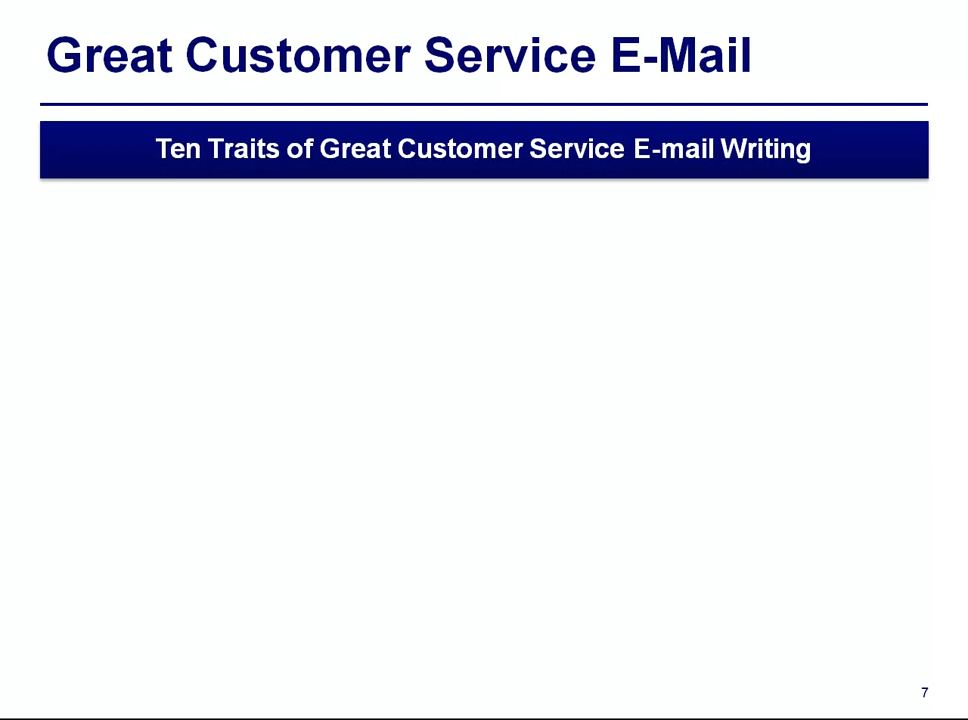 Great Customer Service E-Mail
Ten Traits of Great Customer Service E-mail Writing
7